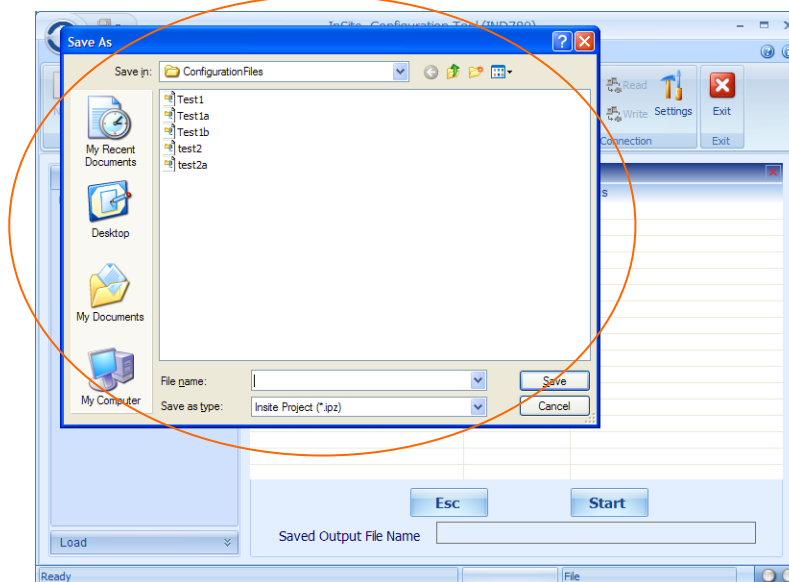 InSite Configuration Tool (IND780)
Save As
Save in:
ConfigurationFiles
Test1
Test1a
Test1b
test2
test2a
My Recent
Documents
Desktop
My Documents
My Computer
File name:
Save
Save as type:
Insite Project (*.ipz)
Cancel
Read
Write
Settings
Exit
Connection
Exit
s
Esc
Start
Saved Output File Name
Load
Ready
File